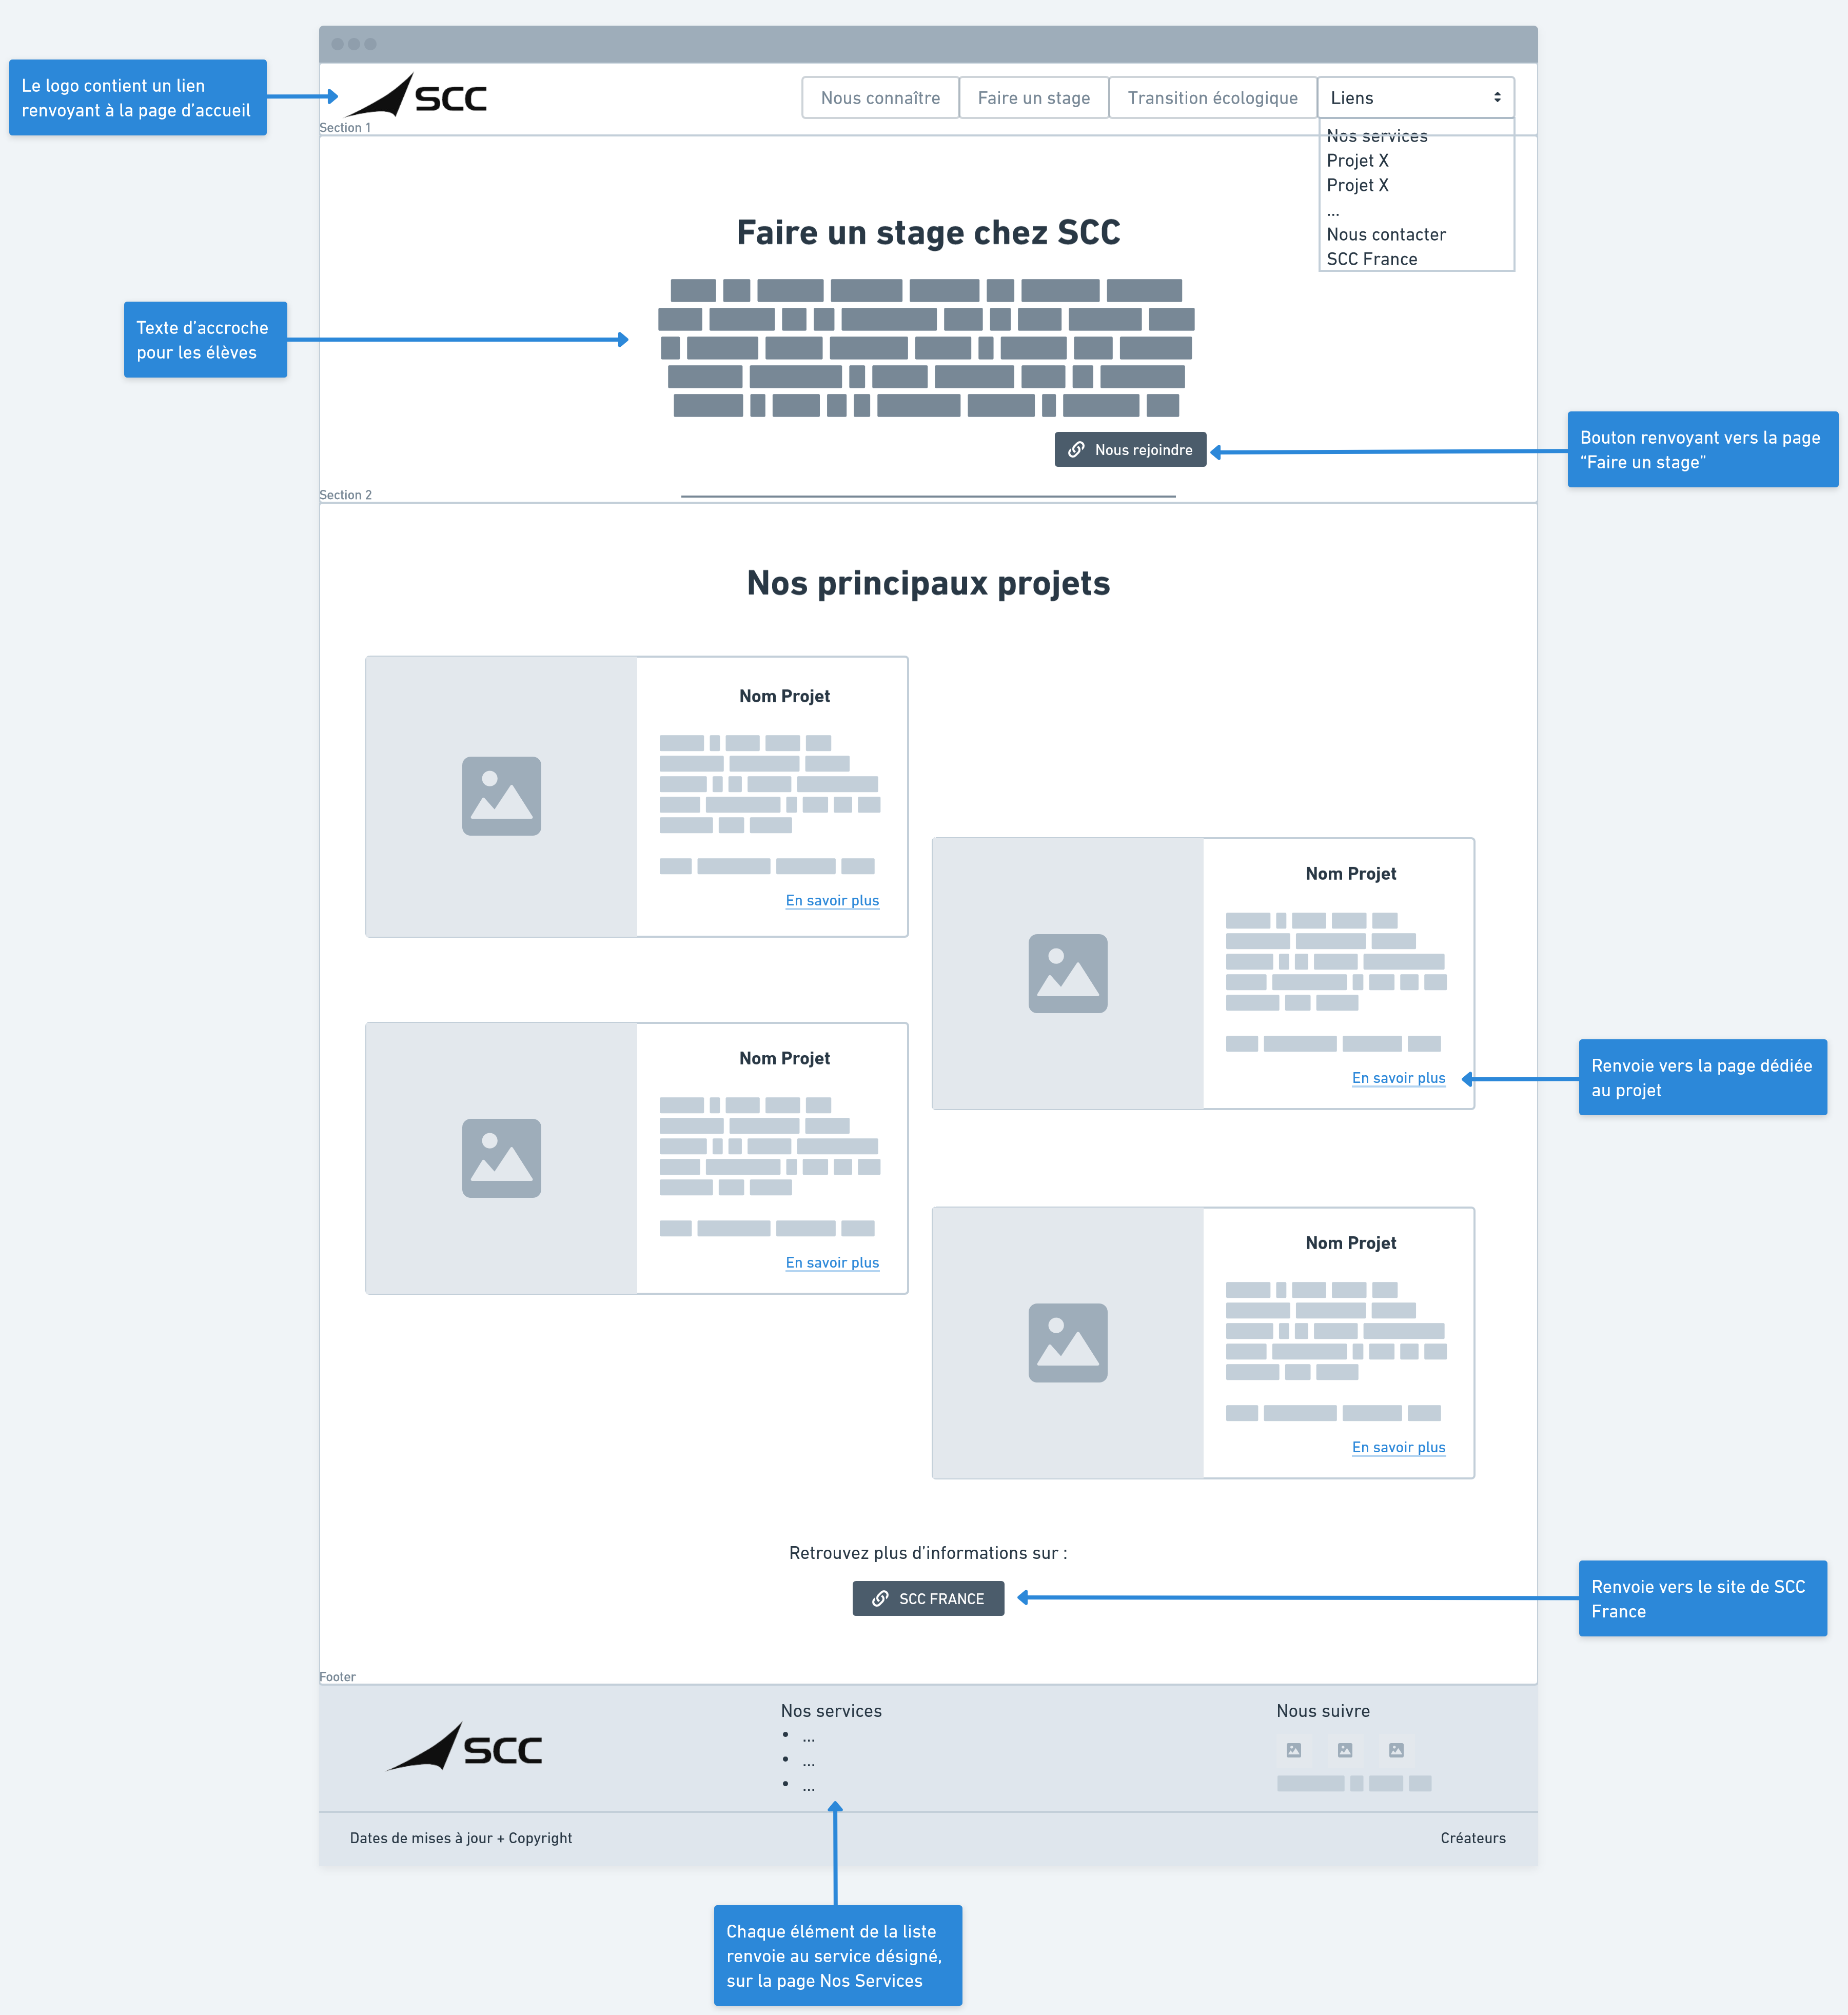 Le logo contient un lien
renvoyant à la page d'accueil
SCC
Nous connaître
Faire un stage
Transition écologique
Liens
Section 1
Nos services
Projet X
Projet X
...
Nous contacter
SCC France
Faire un stage chez SCC
Texte d'accroche
pour les élèves
Nous rejoindre
Bouton renvoyant vers la page
“Faire un stage”
Section 2
Nos principaux projets
Nom Projet
En savoir plus
Nom Projet
En savoir plus
Renvoie vers la page dédiée
au projet
Nom Projet
En savoir plus
Nom Projet
En savoir plus
Retrouvez plus d'informations sur :
SCC FRANCE
Renvoie vers le site de SCC
France
Footer
SCC
Nos services
• ...
• ...
• ...
Nous suivre
Dates de mises à jour + Copyright
Créateurs
Chaque élément de la liste
renvoie au service désigné,
sur la page Nos Services